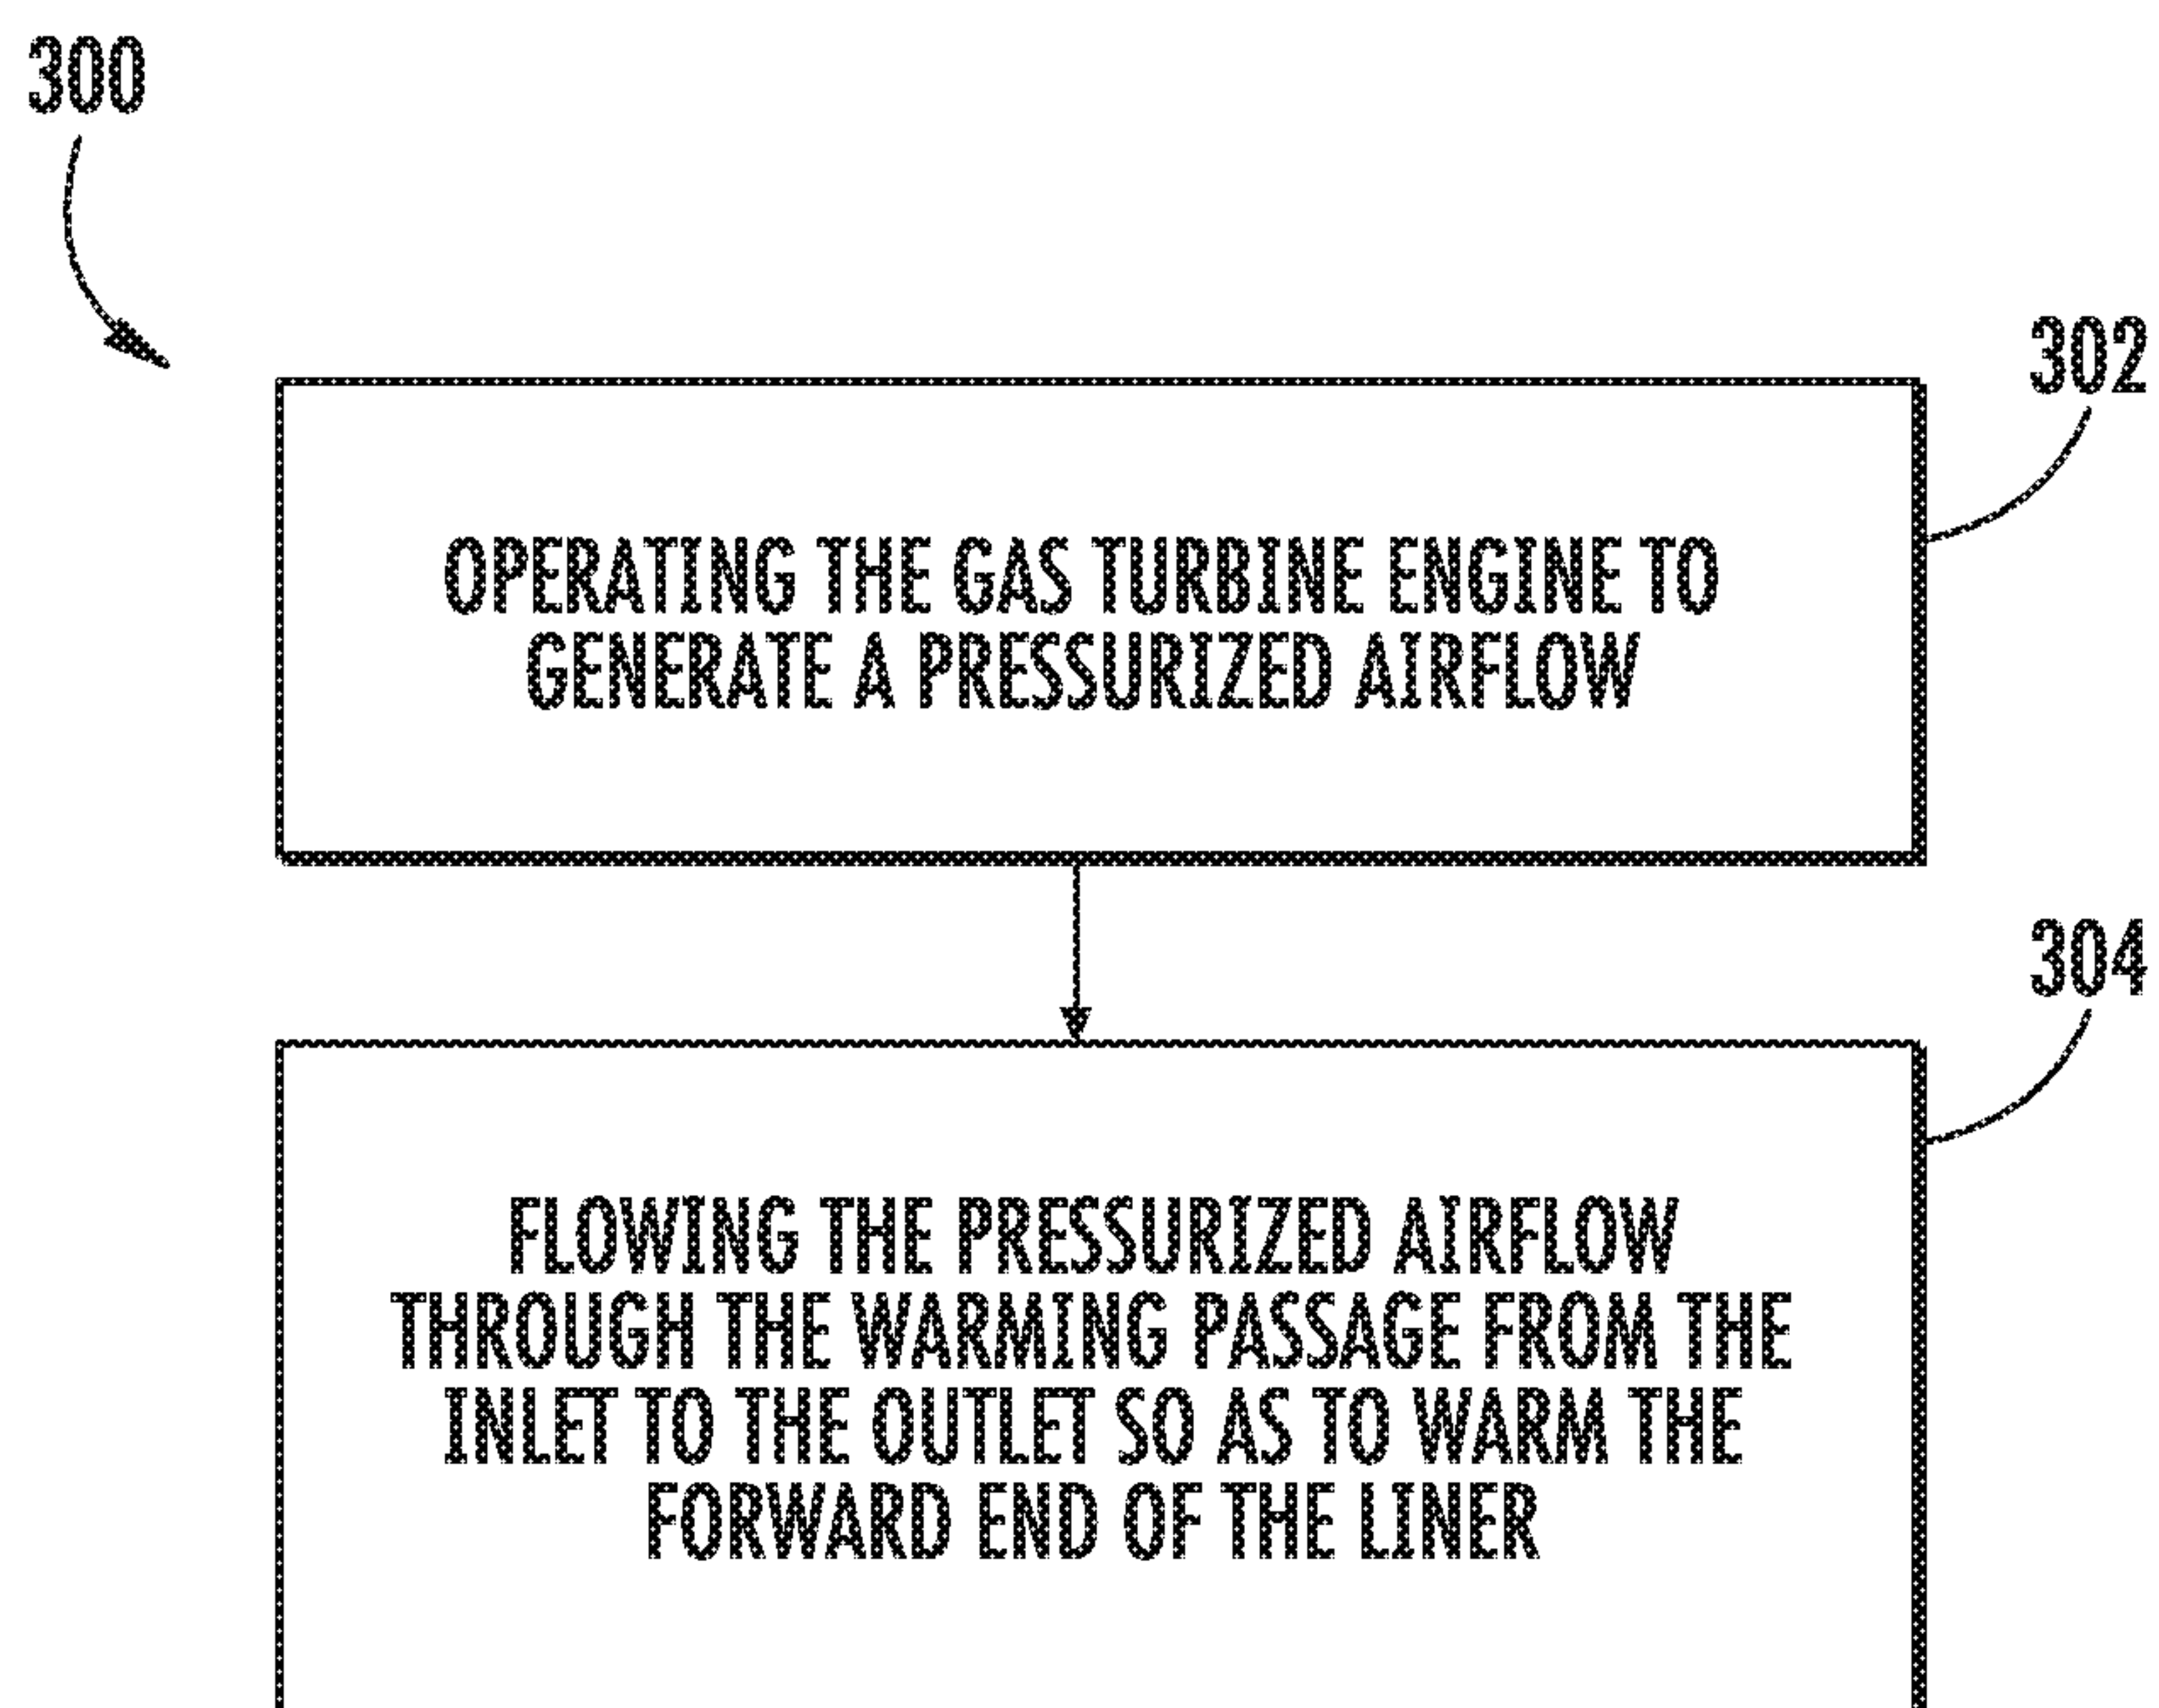 300
302
OPERATING THE GAS TURBINE ENGINE TO
GENERATE A PRESSURIZED AIRFLOW
304
FLOWING THE PRESSURIZED AIRFLOW
THROUGH THE WARMING PASSAGE FROM THE
INLET TO THE OUTLET SO AS TO WARM THE
FORWARD END OF THE LINER